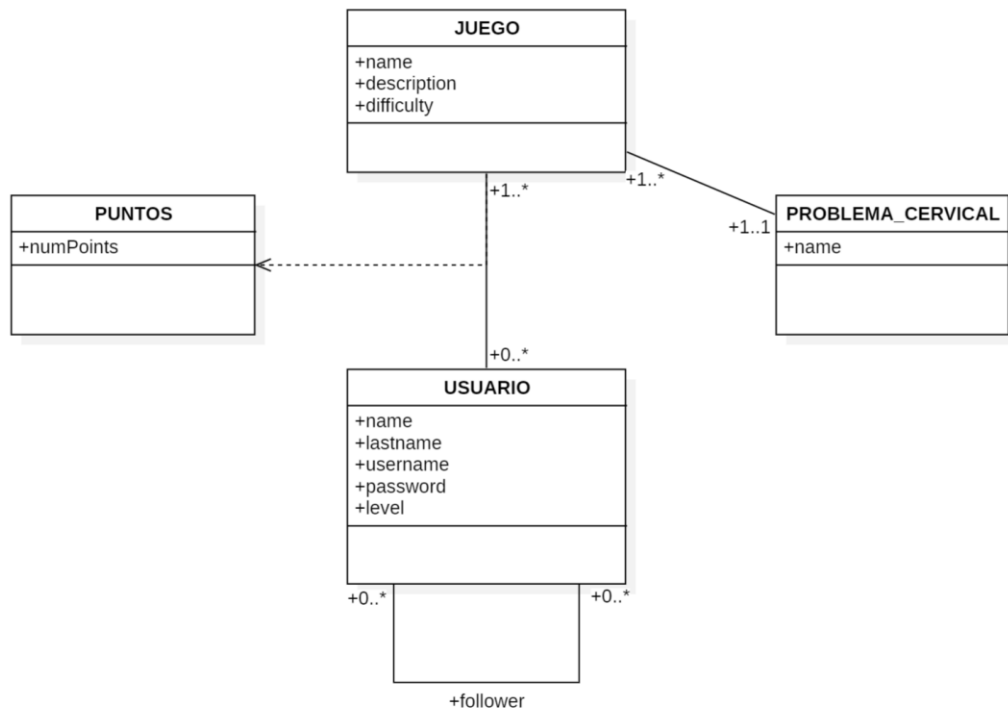 JUEGO
+name
+description
+difficulty
+1..*
+1..*
PUNTOS
+numPoints
PROBLEMA_CERVICAL
+1..1
+name
+0..*
USUARIO
+name
+lastname
+username
+password
+level
+0..*
+0..*
+follower